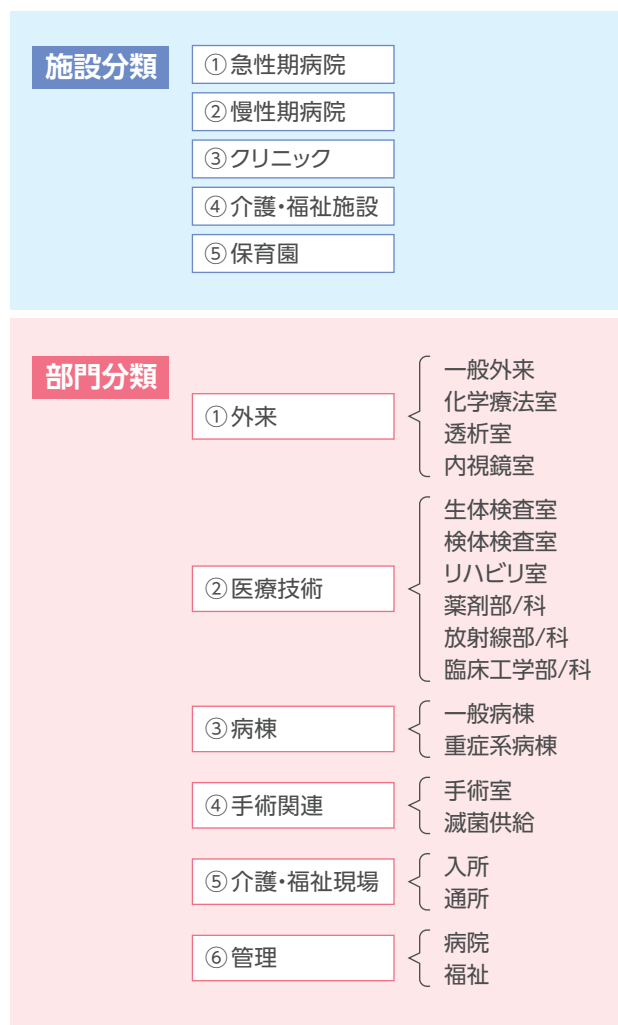 施設分類
①急性期病院
②慢性期病院
③クリニック
④介護・福祉施設
⑤保育園
部門分類
①外来
一般外来
化学療法室
透析室
内視鏡室
②医療技術
生体検査室
検体検査室
リハビリ室
薬剤部/科
放射線部/科
臨床工学部/科
③病棟
一般病棟
重症系病棟
④手術関連
手術室
滅菌供給
⑤介護・福祉現場
入所
通所
⑥管理
病院
福祉